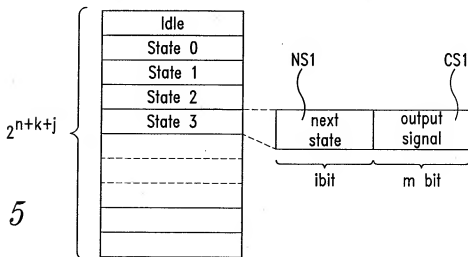 Idle
State 0
State 1
State 2
State 3
2^{n+k+j}
NS1
CS1
next state
output signal
ibit
m bit
5